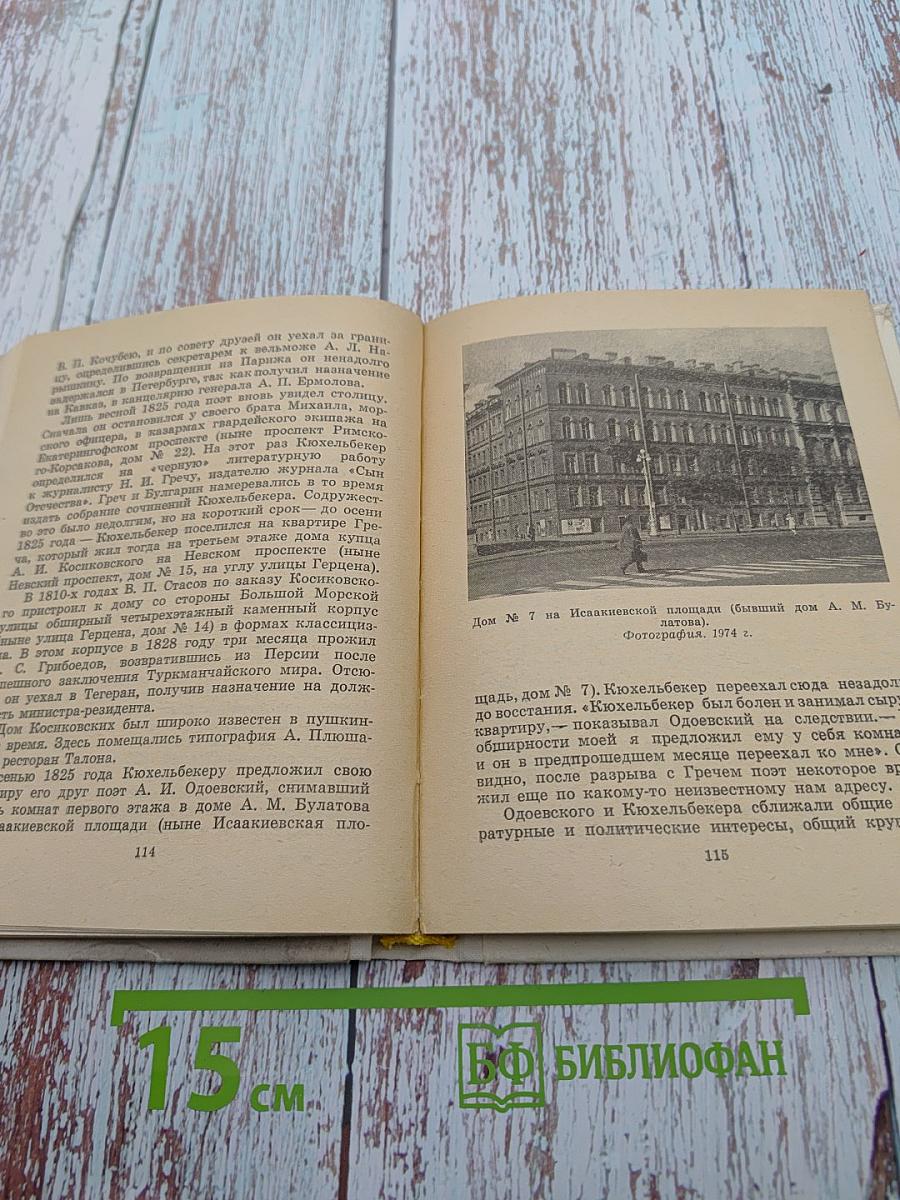 В. П. Кочубею, и по совету друзей он уехал за грани-
цу, определившись секретарем к вельможе А. Л. На-
рышкину. По возвращении из Парижа он ненадолго
задержался в Петербурге, так как получил назначение
на Кавказ, в канцелярию генерала А. П. Ермолова.
Лишь весной 1825 года поэт вновь увидел столицу.
Сначала он остановился у своего брата Михаила, мор-
ского офицера, в казармах гвардейского экипажа на
Екатерингофском проспекте (ныне проспект Римско-
го-Корсакова, дом № 22). На этот раз Кюхельбекер
определился на «черную» литературную работу
к журналисту Н. И. Гречу, издателю журнала «Сын
Отечества». Греч и Булгарин намеревались в то время
издать собрание сочинений Кюхельбекера. Содружест-
во это было недолгим, но на короткий срок — до осени
1825 года — Кюхельбекер поселился на квартире Гре-
ча, который жил тогда на третьем этаже дома купца
А. И. Косиковского на Невском проспекте (ныне
Невский проспект, дом № 15, на углу улицы Герцена).
В 1810-х годах В. П. Стасов по заказу Косиковско-
го пристроил к дому со стороны Большой Морской
улицы обширный четырехэтажный каменный корпус
ныне улица Герцена, дом № 14) в формах классициз-
а. В этом корпусе в 1828 году три месяца прожил
. С. Грибоедов, возвратившись из Персии после
пешного заключения Туркманчайского мира. Отсю-
он уехал в Тегеран, получив назначение на долж-
сть министра-резидента.
Дом Косиковских был широко известен в пушкин-
время. Здесь помещались типография А. Плюша-
ресторан Талона.
сенью 1825 года Кюхельбекеру предложил свою
иру его друг поэт А. И. Одоевский, снимавший
ь комнат первого этажа в доме А. М. Булатова
аакиевской площади (ныне Исаакиевская пло-
114
Дом № 7 на Исаакиевской площади (бывший дом А. М. Бу-
латова).
Фотография. 1974 г.
щадь, дом № 7). Кюхельбекер переехал сюда незадол
до восстания. «Кюхельбекер был болен и занимал сыру
квартиру,— показывал Одоевский на следствии.—
обширности моей я предложил ему у себя комна
и он в предпрошедшем месяце переехал ко мне». О
видно, после разрыва с Гречем поэт некоторое вр
жил еще по какому-то неизвестному нам адресу.
Одоевского и Кюхельбекера сближали общие
ратурные и политические интересы, общий круг
115
15 см
БФ БИБЛИОФАН